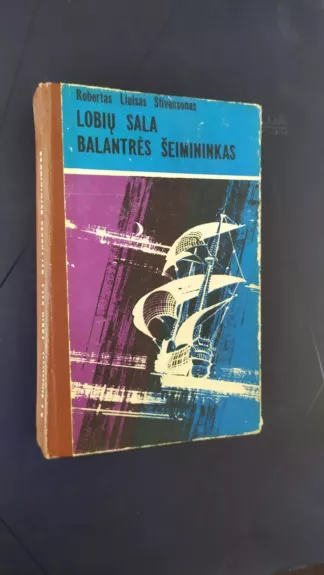 Robertas Liuisas Stivensonas
LOBIŲ SALA
BALANTRĖS ŠEIMININKAS